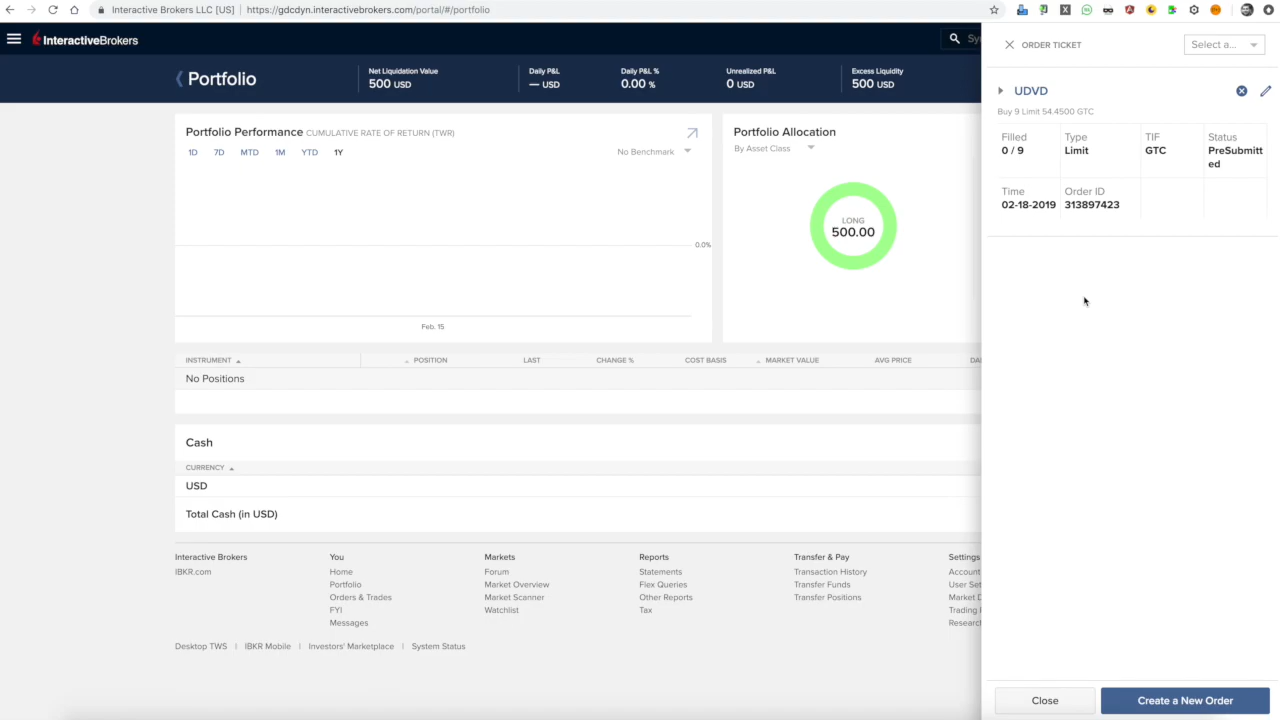 Interactive Brokers LLC [US] | https://gdcdyn.interactivebrokers.com/portal/#/portfolio
InteractiveBrokers
Portfolio
Net Liquidation Value
500 USD
Daily P&L
— USD
Daily P&L %
0.00 %
Unrealized P&L
0 USD
Excess Liquidity
500 USD
Portfolio Performance CUMULATIVE RATE OF RETURN (TWR)
1D 7D MTD 1M YTD 1Y
No Benchmark
0.0%
Feb. 15
Portfolio Allocation
By Asset Class
LONG
500.00
INSTRUMENT POSITION LAST CHANGE % COST BASIS MARKET VALUE AVG PRICE
No Positions
Cash
CURRENCY
USD
Total Cash (in USD)
Interactive Brokers
IBKR.com
You
Home
Portfolio
Orders & Trades
FYI
Messages
Markets
Forum
Market Overview
Market Scanner
Watchlist
Reports
Statements
Flex Queries
Other Reports
Tax
Transfer & Pay
Transaction History
Transfer Funds
Transfer Positions
Settings
Account
User Set
Market D
Trading
Researc
Desktop TWS | IBKR Mobile | Investors' Marketplace | System Status
ORDER TICKET
Select a...
UDVD
Buy 9 Limit 54.4500 GTC
Filled
0 / 9
Type
Limit
TIF
GTC
Status
PreSubmitt
ed
Time
02-18-2019
Order ID
313897423
Close
Create a New Order